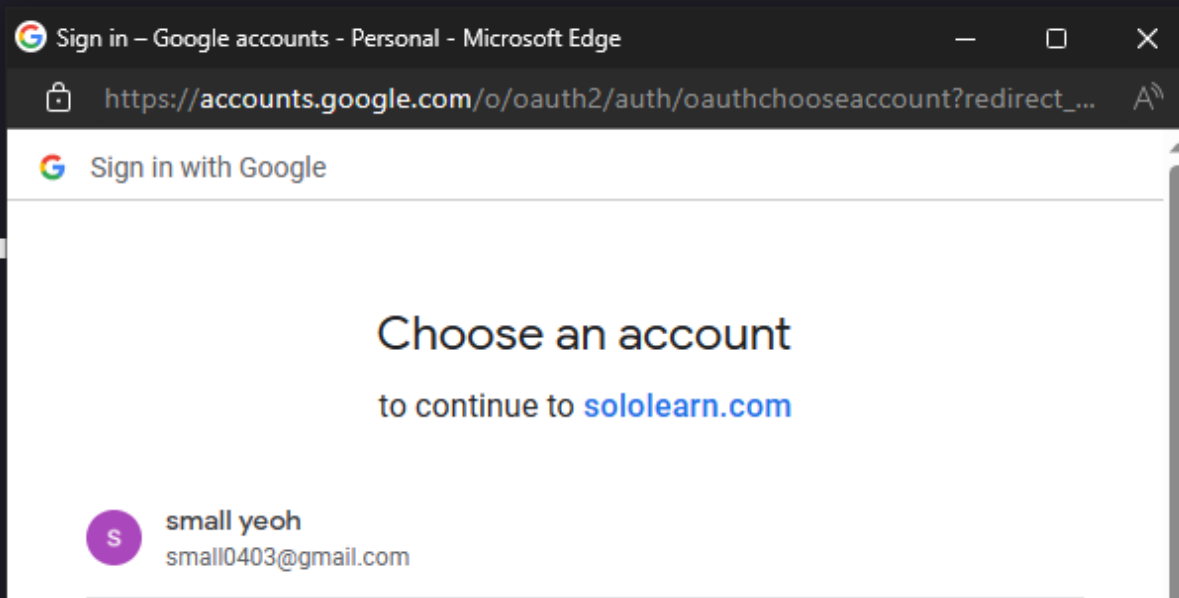 Sign in – Google accounts - Personal - Microsoft Edge
https://accounts.google.com/o/oauth2/auth/oauthchooseaccount?redirect_...
Sign in with Google
Choose an account
to continue to sololearn.com
S
small yeoh
small0403@gmail.com